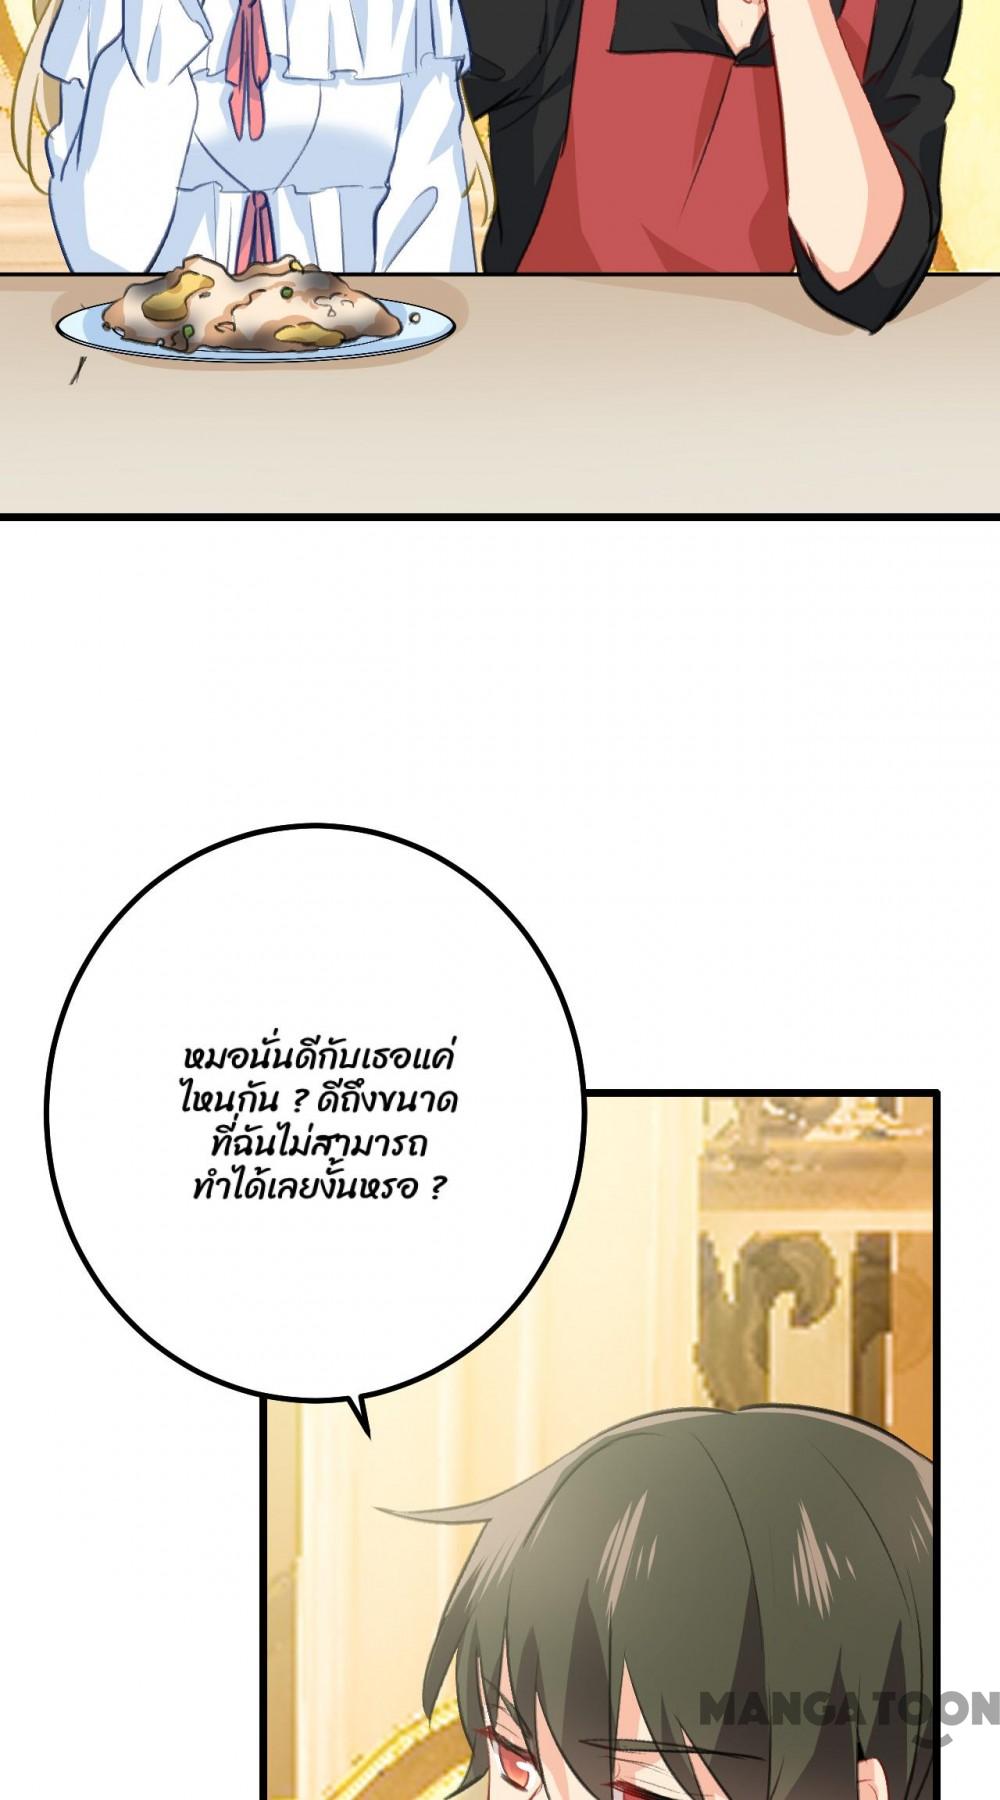 หมอนั่นดีกับเธอแค่
ไหนกัน ? ดีถึงขนาด
ที่ฉันไม่สามารถ
ทำได้เลยงั้นหรอ ?
MANGATOON